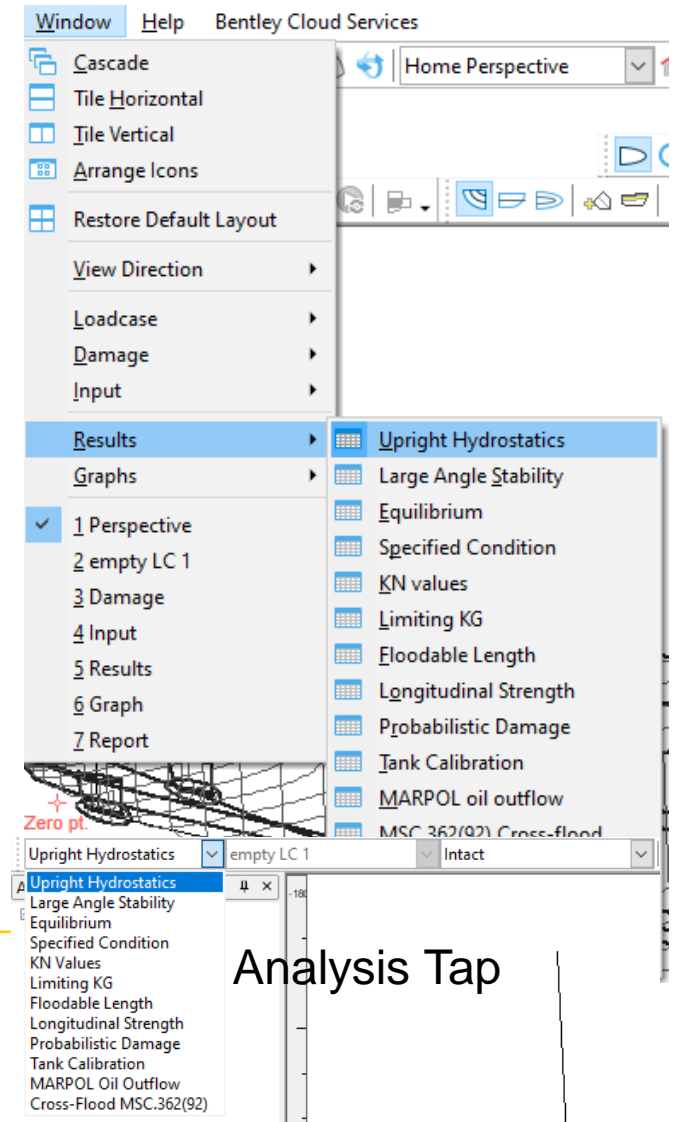 Window Help Bentley Cloud Services
Cascade
Home Perspective
Tile Horizontal
Tile Vertical
Arrange Icons
Restore Default Layout
View Direction
Loadcase
Damage
Input
Results
Graphs
1 Perspective
2 empty LC 1
3 Damage
4 Input
5 Results
6 Graph
7 Report
Upright Hydrostatics
Large Angle Stability
Equilibrium
Specified Condition
KN values
Limiting KG
Floodable Length
Longitudinal Strength
Probabilistic Damage
Tank Calibration
MARPOL oil outflow
MSC.362(92) Cross-flood
Zero pt.
Upright Hydrostatics empty LC 1 Intact
A
-180
Upright Hydrostatics
Large Angle Stability
Equilibrium
Specified Condition
KN Values
Limiting KG
Floodable Length
Longitudinal Strength
Probabilistic Damage
Tank Calibration
MARPOL Oil Outflow
Cross-Flood MSC.362(92)
Analysis Tap